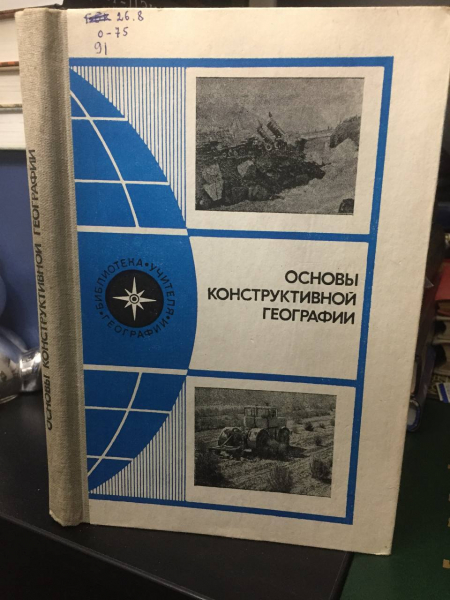 26.8
О-75
91
ОСНОВЫ
КОНСТРУКТИВНОЙ
ГЕОГРАФИИ
•БИБЛИОТЕКА•УЧИТЕЛЯ•
ГЕОГРАФИИ
ОСНОВЫ КОНСТРУКТИВНОЙ ГЕОГРАФИИ